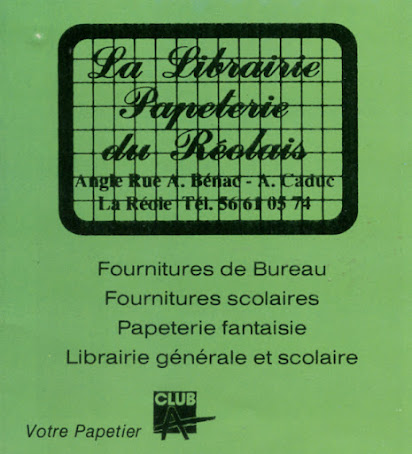 La Librairie
Papeterie
du Réolais
Angle Rue A. Bénac - A. Caduc
La Réole Tél. 56 61 05 74
Fournitures de Bureau
Fournitures scolaires
Papeterie fantaisie
Librairie générale et scolaire
CLUB
A
Votre Papetier